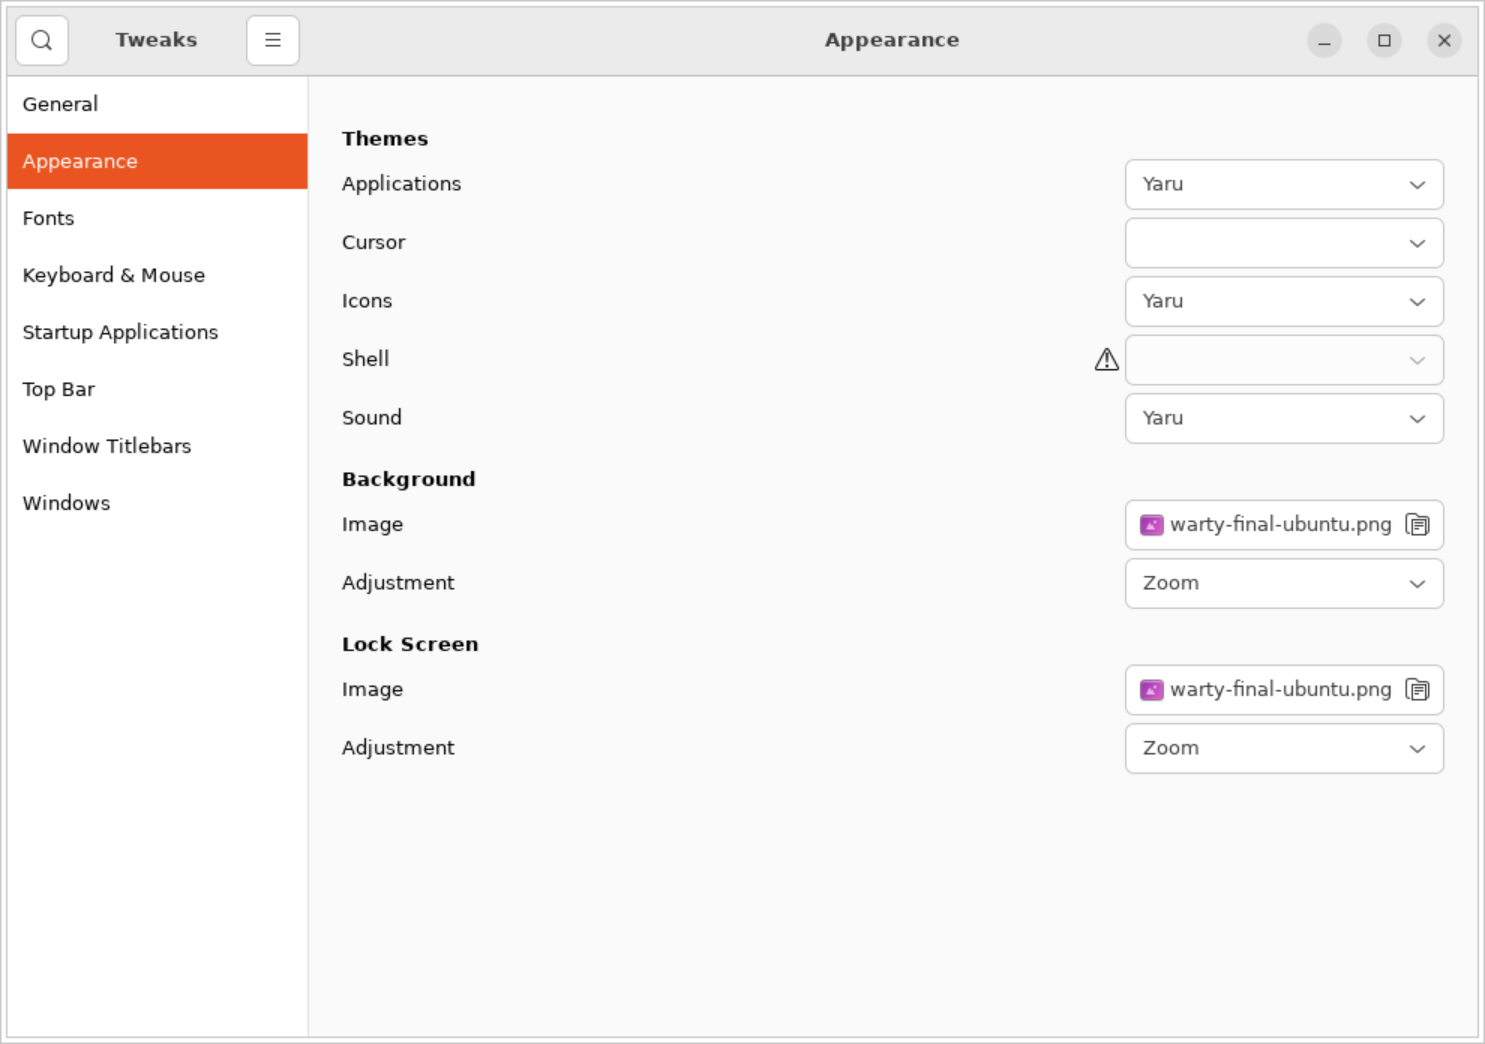 Tweaks
Appearance
General
Appearance
Fonts
Keyboard & Mouse
Startup Applications
Top Bar
Window Titlebars
Windows
Themes
Applications Yaru
Cursor
Icons Yaru
Shell
Sound Yaru
Background
Image warty-final-ubuntu.png
Adjustment Zoom
Lock Screen
Image warty-final-ubuntu.png
Adjustment Zoom